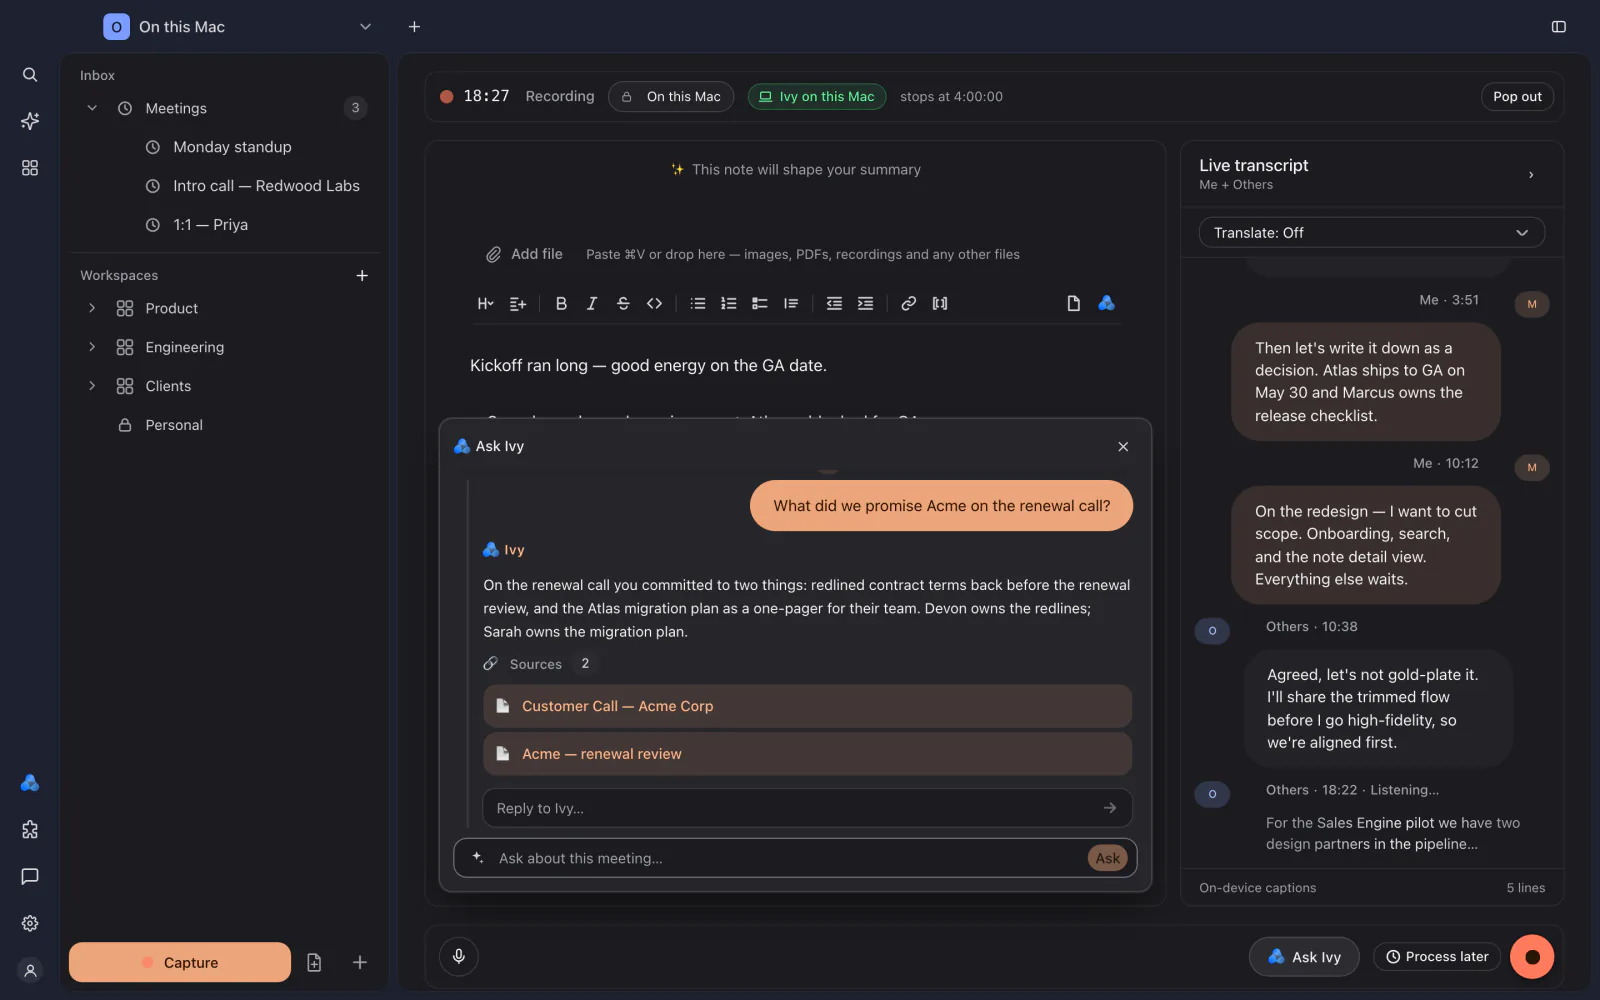 O On this Mac
Inbox
Meetings 3
Monday standup
Intro call — Redwood Labs
1:1 — Priya
Workspaces
Product
Engineering
Clients
Personal
Capture
18:27 Recording On this Mac Ivy on this Mac stops at 4:00:00 Pop out
✨ This note will shape your summary
Add file Paste ⌘V or drop here — images, PDFs, recordings and any other files
Kickoff ran long — good energy on the GA date.
Ask Ivy
What did we promise Acme on the renewal call?
Ivy
On the renewal call you committed to two things: redlined contract terms back before the renewal
review, and the Atlas migration plan as a one-pager for their team. Devon owns the redlines;
Sarah owns the migration plan.
Sources 2
Customer Call — Acme Corp
Acme — renewal review
Reply to Ivy...
Ask about this meeting... Ask
Live transcript
Me + Others
Translate: Off
Me · 3:51
M
Then let's write it down as a
decision. Atlas ships to GA on
May 30 and Marcus owns the
release checklist.
Me · 10:12
M
On the redesign — I want to cut
scope. Onboarding, search,
and the note detail view.
Everything else waits.
O
Others · 10:38
Agreed, let's not gold-plate it.
I'll share the trimmed flow
before I go high-fidelity, so
we're aligned first.
O
Others · 18:22 · Listening...
For the Sales Engine pilot we have two
design partners in the pipeline...
On-device captions 5 lines
Ask Ivy Process later